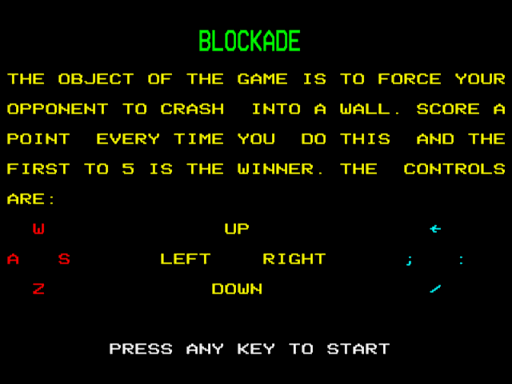 BLOCKADE
THE OBJECT OF THE GAME IS TO FORCE YOUR
OPPONENT TO CRASH  INTO A WALL. SCORE A
POINT  EVERY TIME YOU  DO THIS  AND THE
FIRST TO 5 IS THE WINNER. THE  CONTROLS
ARE:
W UP ←
A S LEFT RIGHT ; :
Z DOWN /
PRESS ANY KEY TO START